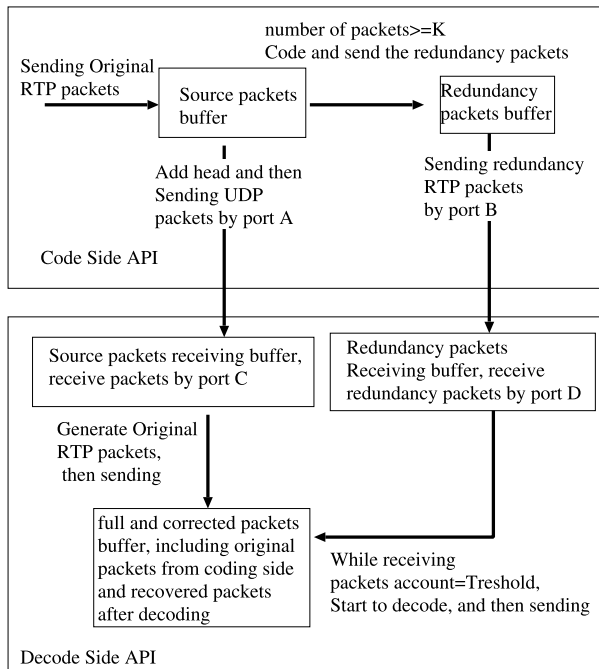 number of packets>=K
Code and send the redundancy packets
Sending Original
RTP packets
Source packets
buffer
Redundancy
packets buffer
Add head and then
Sending UDP
packets by port A
Sending redundancy
RTP packets
by port B
Code Side API
Source packets receiving buffer,
receive packets by port C
Redundancy packets
Receiving buffer, receive
redundancy packets by port D
Generate Original
RTP packets,
then sending
full and corrected packets
buffer, including original
packets from coding side
and recovered packets
after decoding
While receiving
packets account=Treshold,
Start to decode, and then sending
Decode Side API